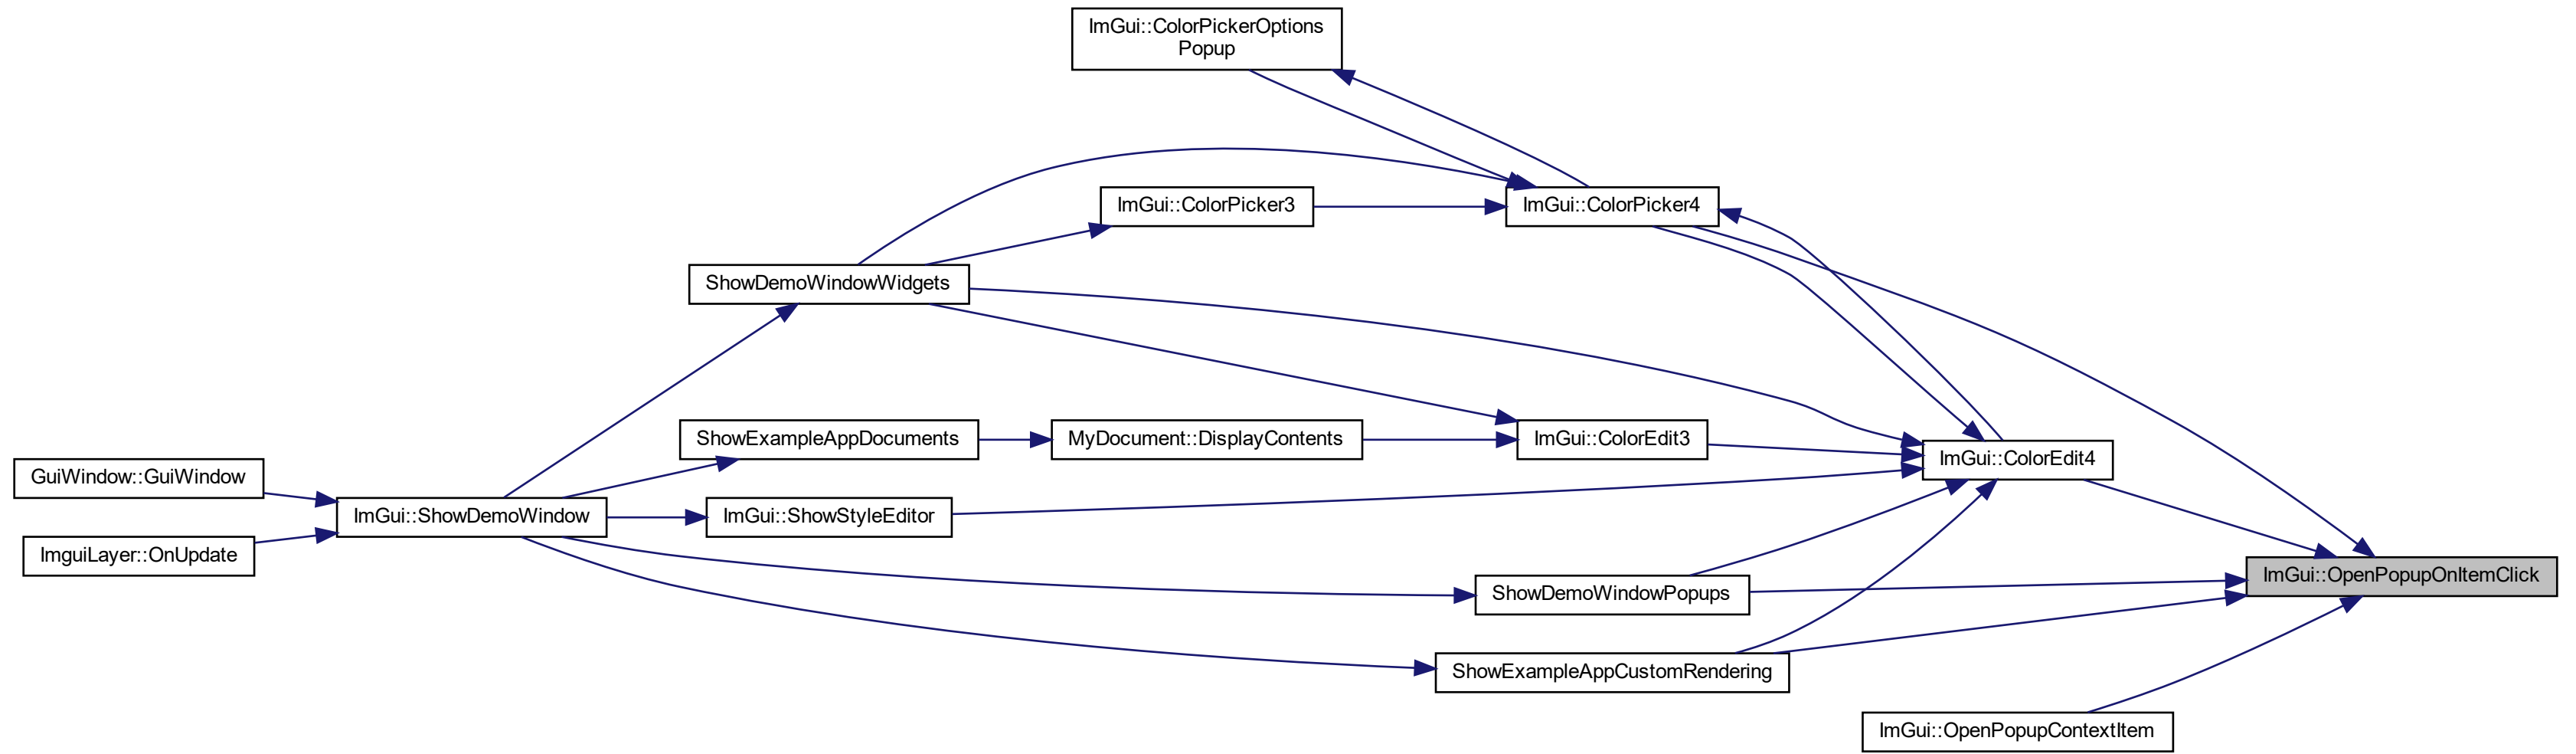 ImGui::ColorPickerOptions
Popup
ImGui::ColorPicker3
ImGui::ColorPicker4
ShowDemoWindowWidgets
ShowExampleAppDocuments
MyDocument::DisplayContents
ImGui::ColorEdit3
ImGui::ColorEdit4
GuiWindow::GuiWindow
ImGui::ShowDemoWindow
ImGui::ShowStyleEditor
ImguiLayer::OnUpdate
ImGui::OpenPopupOnItemClick
ShowDemoWindowPopups
ShowExampleAppCustomRendering
ImGui::OpenPopupContextItem